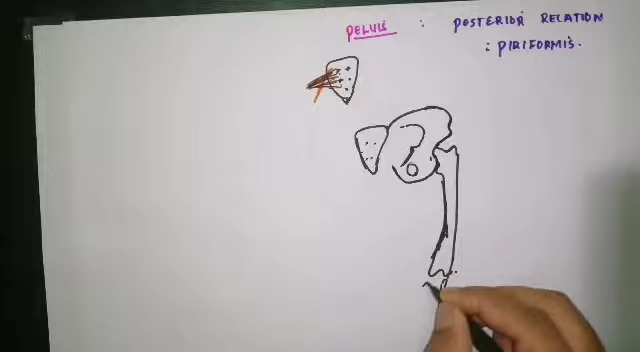 PELVIS : POSTERIOR RELATION
: PIRIFORMIS.